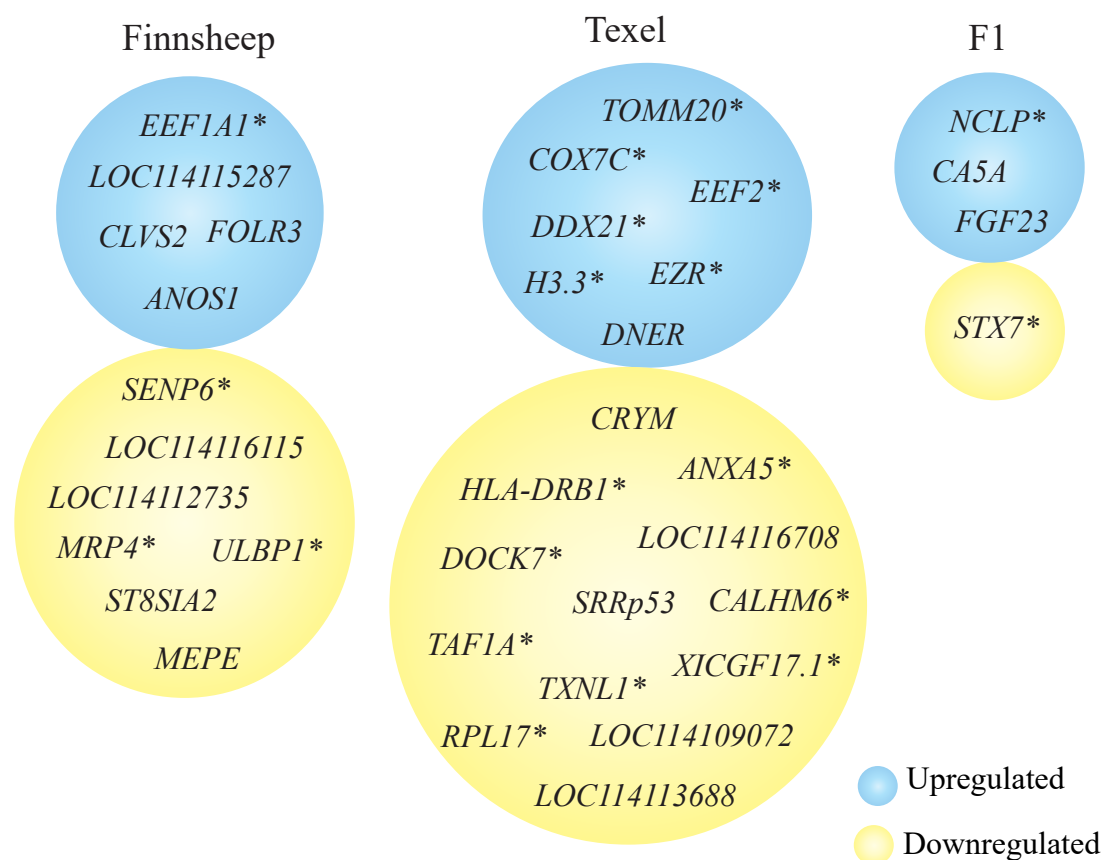 Finnsheep
EEF1A1*
LOC114115287
CLVS2 FOLR3
ANOS1
SENP6*
LOC114116115
LOC114112735
MRP4* ULBP1*
ST8SIA2
MEPE
Texel
TOMM20*
COX7C*
EEF2*
DDX21*
EZR*
H3.3*
DNER
CRYM
ANXA5*
HLA-DRB1*
LOC114116708
DOCK7*
SRRp53 CALHM6*
TAF1A*
XICGF17.1*
TXNL1*
RPL17* LOC114109072
LOC114113688
F1
NCLP*
CA5A
FGF23
STX7*
Upregulated
Downregulated